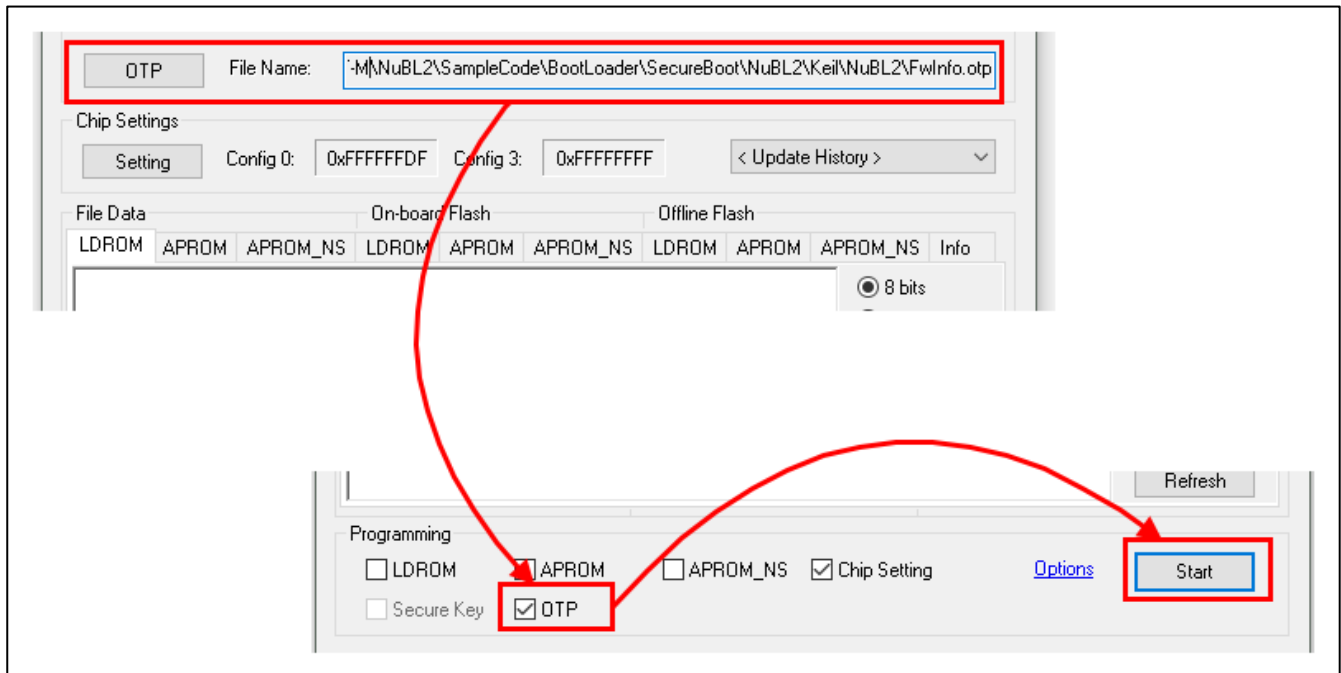 OTP File Name: '-M\NuBL2\SampleCode\BootLoader\SecureBoot\NuBL2\Keil\NuBL2\FwInfo.otp
Chip Settings
Setting Config 0: 0xFFFFFFDF Config 3: 0xFFFFFFFF < Update History >
File Data On-board Flash Offline Flash
LDROM APROM APROM_NS LDROM APROM APROM_NS LDROM APROM APROM_NS Info
8 bits
Refresh
Programming
LDROM APROM APROM_NS Chip Setting Options Start
Secure Key OTP